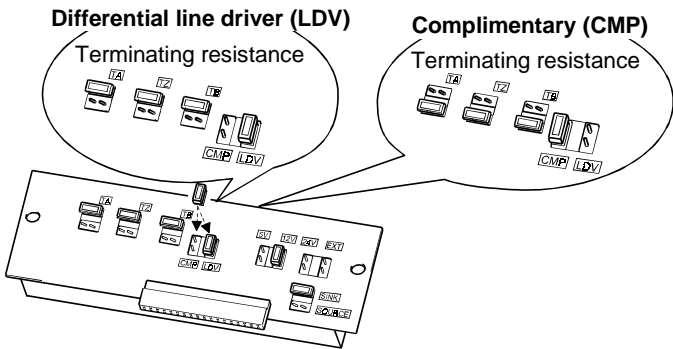 Differential line driver (LDV)
Terminating resistance
TA
TZ
TB
CMP LDV
Complimentary (CMP)
Terminating resistance
TA
TZ
TB
CMP LDV
TA
TZ
TB
CMP LDV
5V 12V 24V EXT
SINK
SOURCE